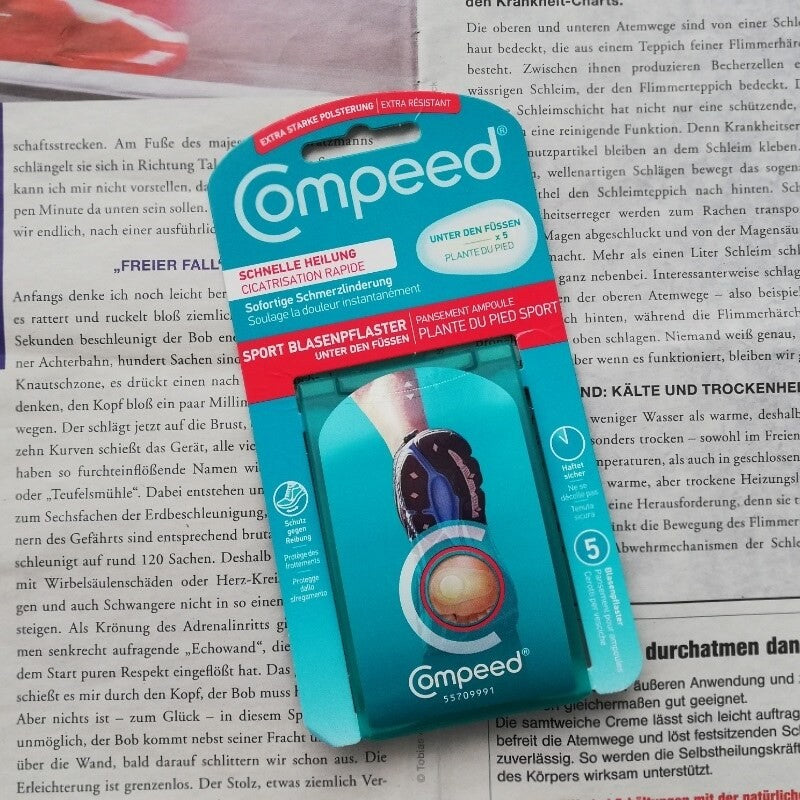 den Krankheit-Charts.
Die oberen und unteren Atemwege sind von einer
haut bedeckt, die aus einem Teppich feiner
besteht. Zwischen ihnen produzieren Becherzellen
wässrigen Schleim, der den Flimmerteppich bedeckt.
Schleimschicht hat nicht nur eine schützende,
eine reinigende Funktion. Denn
bleiben an dem Schleim kleben.
wellenartigen Schlägen bewegt das
den Schleimteppich nach hinten.
werden zum Rachen
Magen abgeschluckt und von der
nacht. Mehr als einen Liter Schleim
ganz nebenbei. Interessanterweise
der oberen Atemwege – also
hinten, während die
oben schlagen. Niemand weiß genau,
ber wenn es funktioniert, bleiben wir
KÄLTE UND
weniger Wasser als warme,
trocken – sowohl im Freien
als auch in geschlossenen
warme, aber trockene
eine Herausforderung, denn sie
die Bewegung des
Abwehrmechanismen der
durchatmen
äußeren Anwendung und
gleichermaßen gut geeignet.
Die samtweiche Creme lässt sich leicht
befreit die Atemwege und löst festsitzenden
zuverlässig. So werden die
des Körpers wirksam unterstützt.
mit der
schaftsstrecken. Am Fuße des
schlängelt sie sich in Richtung
kann ich mir nicht vorstellen,
pen Minute da unten sein sollen.
wir endlich, nach einer
„FREIER FALL“
Anfangs denke ich noch leicht
es rattert und ruckelt bloß
Sekunden beschleunigt der Bob
ner Achterbahn, hundert Sachen
Knautschzone, es drückt einen nach
denken, den Kopf bloß ein paar
wegen. Der schlägt jetzt auf die Brust,
zehn Kurven schießt das Gerät, alle
haben so furchteinflößende Namen
oder „Teufelsmühle“. Dabei entstehen
zum Sechsfachen der Erdbeschleunigung,
nern des Gefährts sind entsprechend
schleunigt auf rund 120 Sachen. Deshalb
mit Wirbelsäulenschäden oder
gen und auch Schwangere nicht in so einen
steigen. Als Krönung des Adrenalinritts
men senkrecht aufragende „Echowand“, die
dem Start puren Respekt eingeflößt hat. Das
schießt es mir durch den Kopf, der Bob muss
Aber nichts ist – zum Glück – in diesem
unmöglich, der Bob kommt nebst seiner Fracht
über die Wand, bald darauf schlittern wir schon aus. Die
Erleichterung ist grenzenlos. Der Stolz, etwas ziemlich Ver-
EXTRA STARKE POLSTERUNG | EXTRA RÉSISTANT
Compeed®
UNTER DEN FÜSSEN
x 5
PLANTE DU PIED
SCHNELLE HEILUNG
CICATRISATION RAPIDE
Sofortige Schmerzlinderung
Soulage la douleur instantanément
SPORT BLASENPFLASTER
UNTER DEN FÜSSEN
PANSEMENT AMPOULE
PLANTE DU PIED SPORT
Schutz
gegen
Reibung
Protège des
frottements
Protegge
dallo
sfregamento
Haftet
sicher
Ne se
décolle pas
Tenuta
sicura
5
Blasenpflaster
Pansements pour ampoules
Cerotti per vesciche
Compeed®
55709991